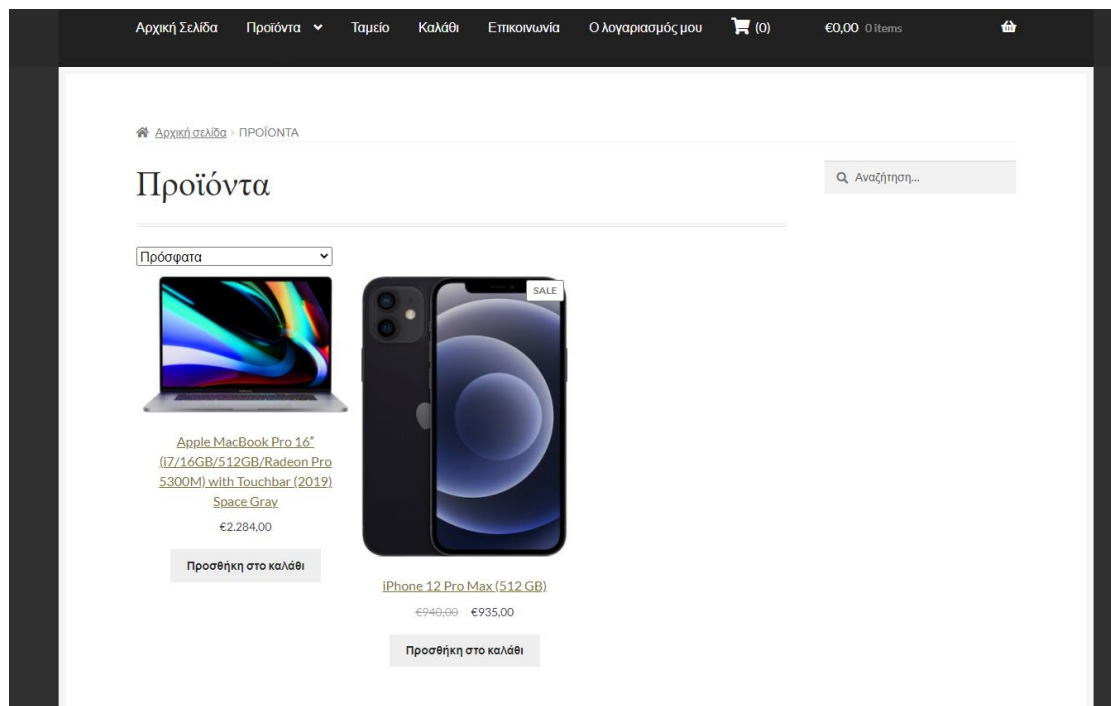 Αρχική Σελίδα Προϊόντα Ταμείο Καλάθι Επικοινωνία Ο λογαριασμός μου (0) €0,00 0 items
Αρχική σελίδα › ΠΡΟΪΌΝΤΑ
Προϊόντα
Αναζήτηση...
Πρόσφατα
Apple MacBook Pro 16″
(i7/16GB/512GB/Radeon Pro
5300M) with Touchbar (2019)
Space Gray
€2.284,00
Προσθήκη στο καλάθι
SALE
iPhone 12 Pro Max (512 GB)
€940,00 €935,00
Προσθήκη στο καλάθι